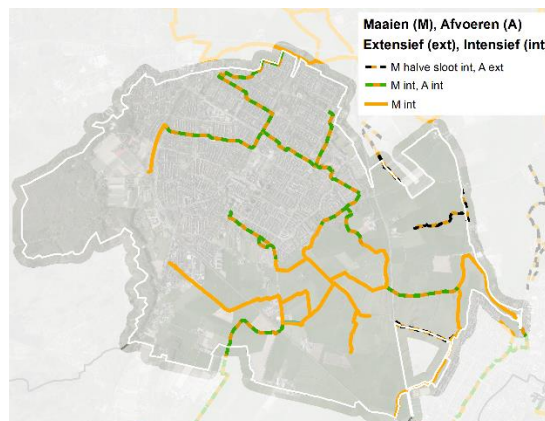 Maaien (M), Afvoeren (A)
Extensief (ext), Intensief (int
M halve sloot int, A ext
M int, A int
M int